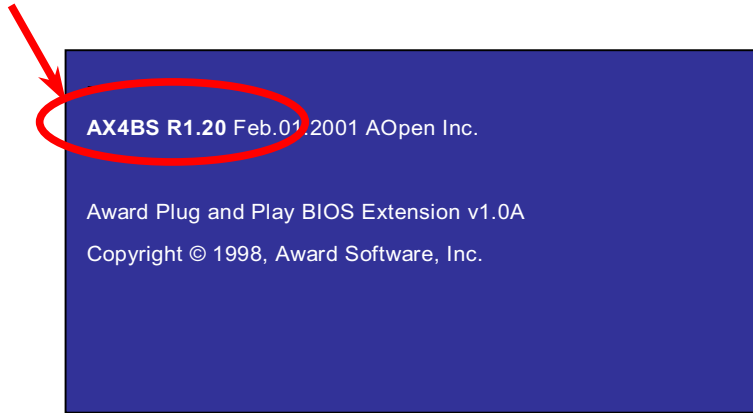 AX4BS R1.20 Feb.01.2001 AOpen Inc.
Award Plug and Play BIOS Extension v1.0A
Copyright © 1998, Award Software, Inc.